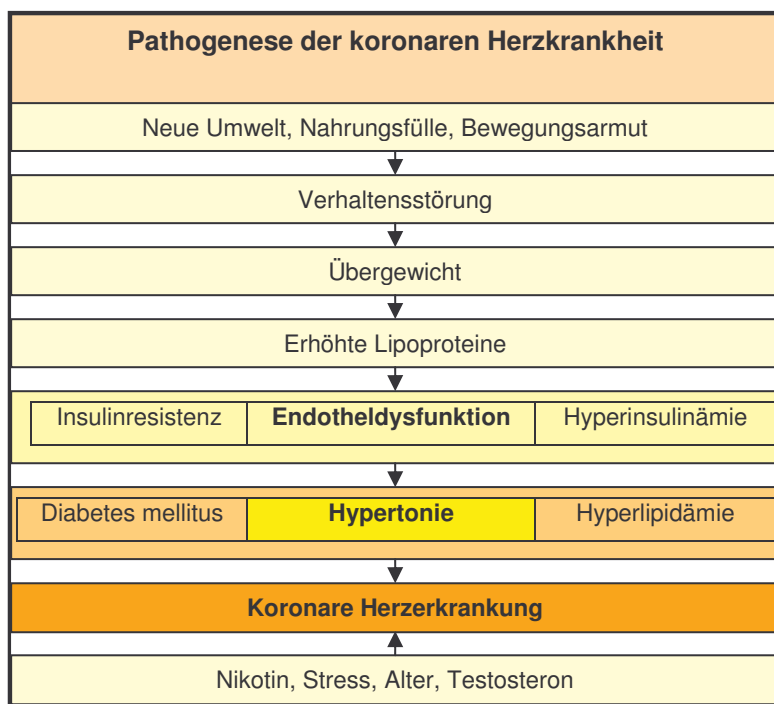 Pathogenese der koronaren Herzkrankheit
Neue Umwelt, Nahrungsfülle, Bewegungsarmut
Verhaltensstörung
Übergewicht
Erhöhte Lipoproteine
Insulinresistenz Endotheldysfunktion Hyperinsulinämie
Diabetes mellitus Hypertonie Hyperlipidämie
Koronare Herzerkrankung
Nikotin, Stress, Alter, Testosteron